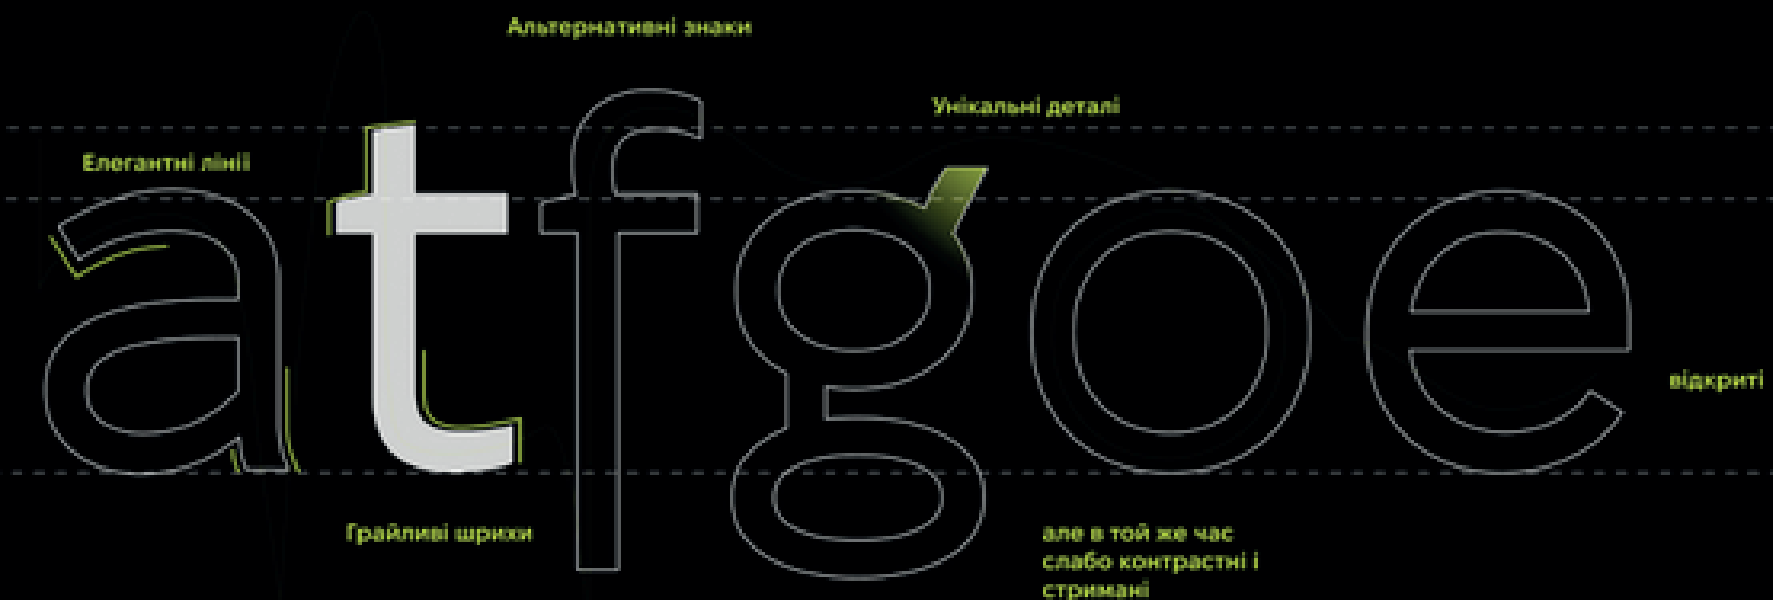 Альтернативні знаки
Унікальні деталі
Елегантні лінії
atfgoe
відкриті
Грайливі шрихи
але в той же час
слабо контрастні і
стримані